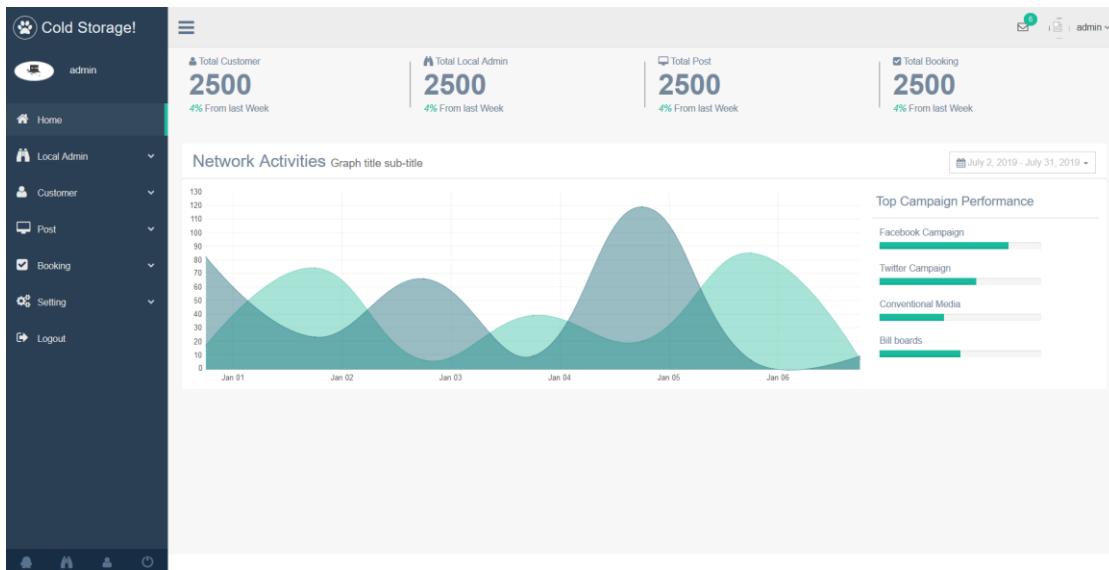 Cold Storage!
admin
Home
Local Admin
Customer
Post
Booking
Setting
Logout
6
admin
Total Customer
2500
4% From last Week
Total Local Admin
2500
4% From last Week
Total Post
2500
4% From last Week
Total Booking
2500
4% From last Week
Network Activities Graph title sub-title
July 2, 2019 - July 31, 2019
130
120
110
100
90
80
70
60
50
40
30
20
10
0
Jan 01 Jan 02 Jan 03 Jan 04 Jan 05 Jan 06
Top Campaign Performance
Facebook Campaign
Twitter Campaign
Conventional Media
Bill boards